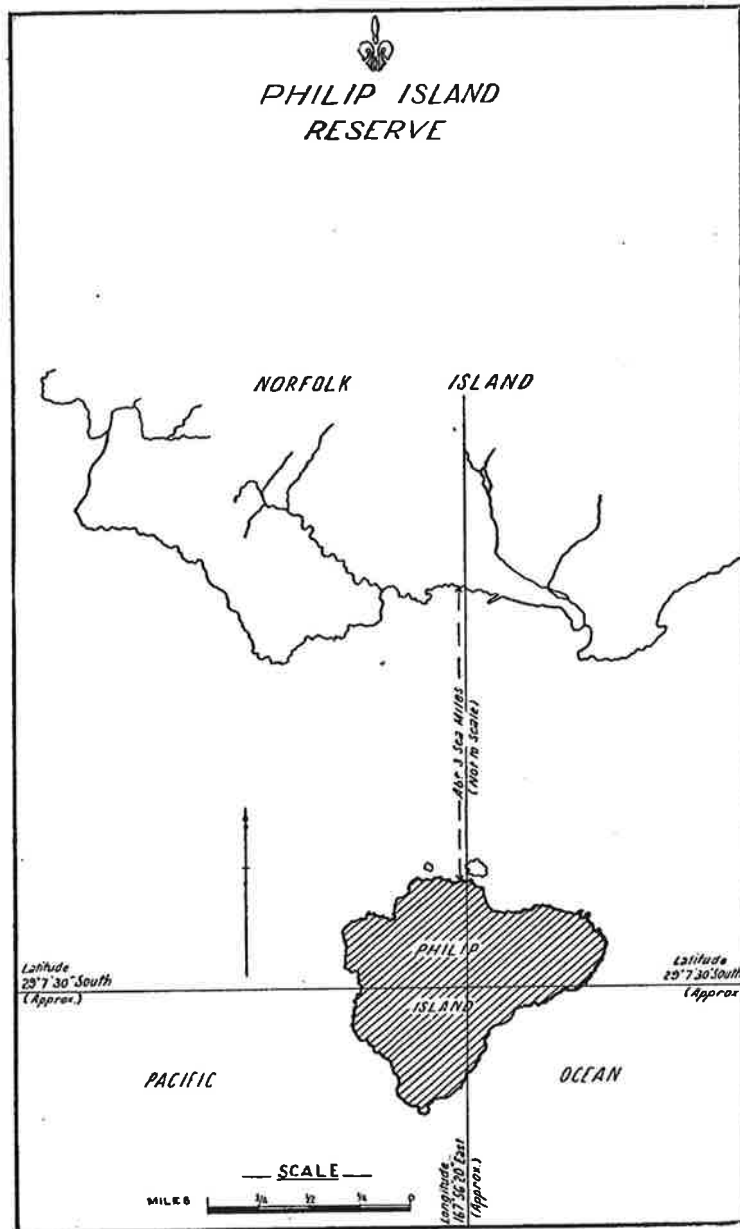 PHILIP ISLAND
RESERVE
NORFOLK ISLAND
Abt 3 Sea Miles
(Not to Scale)
Latitude
29°7'30" South
(Approx.)
PHILIP
ISLAND
Latitude
29°7'30" South
(Approx
PACIFIC OCEAN
Longitude
167°56'20" East
(Approx.)
SCALE
MILES 3/4 1/2 1/4 0